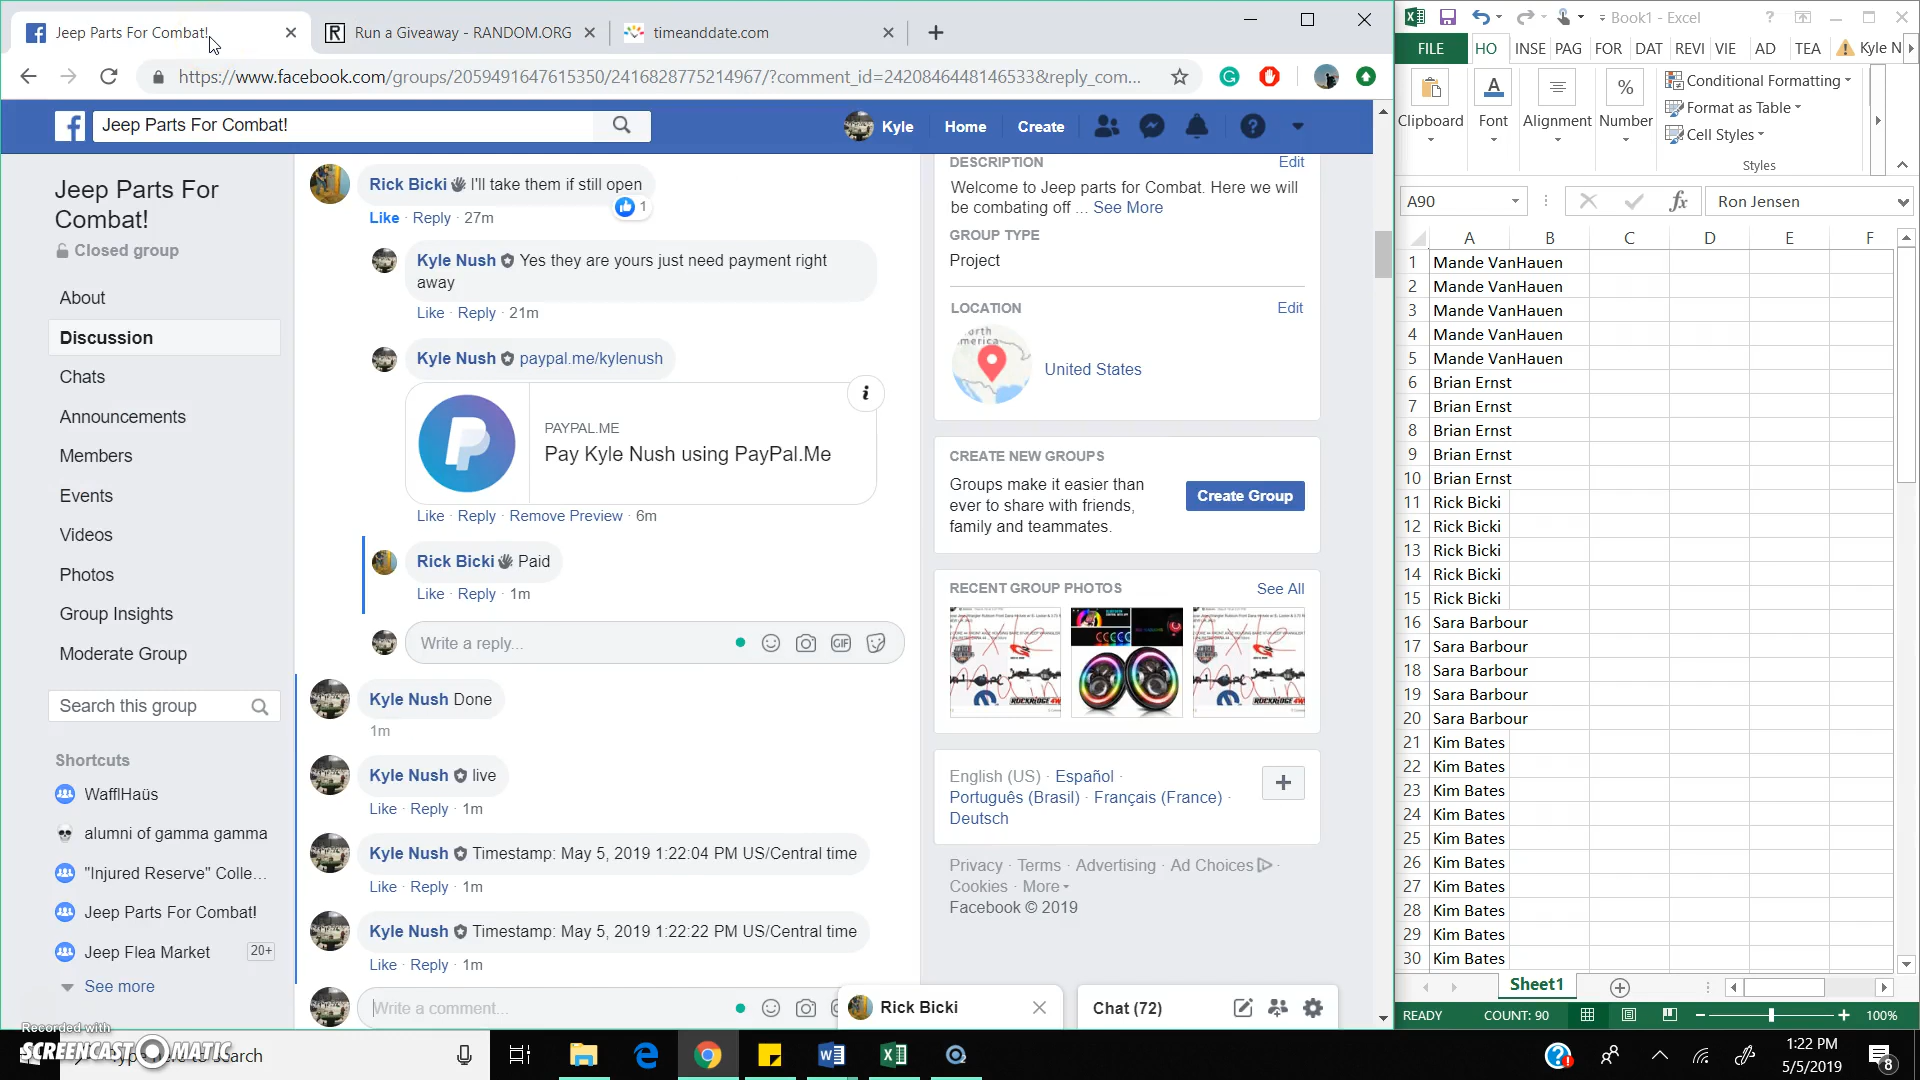 Jeep Parts For Combat!
Run a Giveaway - RANDOM.ORG
timeanddate.com
https://www.facebook.com/groups/2059491647615350/2416828775214967/?comment_id=2420846448146533&reply_com...
Jeep Parts For Combat!
Kyle
Home
Create
Jeep Parts For
Combat!
Closed group
About
Discussion
Chats
Announcements
Members
Events
Videos
Photos
Group Insights
Moderate Group
Search this group
Shortcuts
WafflHaüs
alumni of gamma gamma
"Injured Reserve" Colle...
Jeep Parts For Combat!
Jeep Flea Market 20+
See more
Rick Bicki I'll take them if still open
1
Like · Reply · 27m
Kyle Nush Yes they are yours just need payment right
away
Like · Reply · 21m
Kyle Nush paypal.me/kylenush
PAYPAL.ME
Pay Kyle Nush using PayPal.Me
Like · Reply · Remove Preview · 6m
Rick Bicki Paid
Like · Reply · 1m
Write a reply...
GIF
Kyle Nush Done
1m
Kyle Nush live
Like · Reply · 1m
Kyle Nush Timestamp: May 5, 2019 1:22:04 PM US/Central time
Like · Reply · 1m
Kyle Nush Timestamp: May 5, 2019 1:22:22 PM US/Central time
Like · Reply · 1m
Write a comment...
DESCRIPTION Edit
Welcome to Jeep parts for Combat. Here we will
be combating off ... See More
GROUP TYPE
Project
LOCATION Edit
United States
CREATE NEW GROUPS
Groups make it easier than
ever to share with friends,
family and teammates.
Create Group
RECENT GROUP PHOTOS See All
English (US) · Español ·
Português (Brasil) · Français (France) ·
Deutsch
Privacy · Terms · Advertising · Ad Choices ·
Cookies · More
Facebook © 2019
Rick Bicki
Chat (72)
Book1 - Excel
FILE HO INSE PAG FOR DAT REVI VIE AD TEA Kyle N
Clipboard
Font
Alignment
Number
Conditional Formatting
Format as Table
Cell Styles
Styles
A90
fx
Ron Jensen
A B C D E F
1 Mande VanHauen
2 Mande VanHauen
3 Mande VanHauen
4 Mande VanHauen
5 Mande VanHauen
6 Brian Ernst
7 Brian Ernst
8 Brian Ernst
9 Brian Ernst
10 Brian Ernst
11 Rick Bicki
12 Rick Bicki
13 Rick Bicki
14 Rick Bicki
15 Rick Bicki
16 Sara Barbour
17 Sara Barbour
18 Sara Barbour
19 Sara Barbour
20 Sara Barbour
21 Kim Bates
22 Kim Bates
23 Kim Bates
24 Kim Bates
25 Kim Bates
26 Kim Bates
27 Kim Bates
28 Kim Bates
29 Kim Bates
30 Kim Bates
Sheet1
READY COUNT: 90 100%
Recorded with
SCREENCAST-O-MATIC
Type here to search
1:22 PM
5/5/2019
8